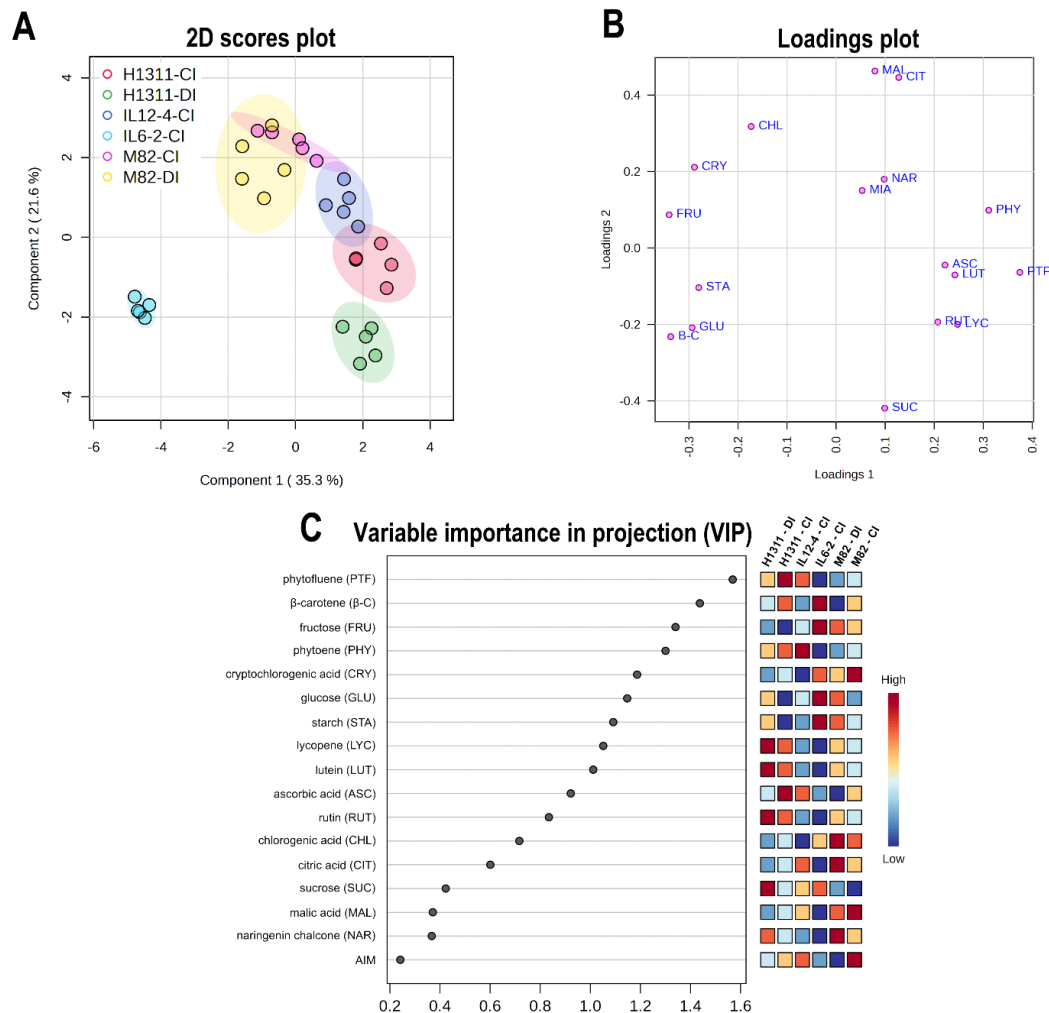 A
2D scores plot
H1311-CI
H1311-DI
IL12-4-CI
IL6-2-CI
M82-CI
M82-DI
4
2
0
-2
-4
Component 2 ( 21.6 %)
-6
-4
-2
0
2
4
Component 1 ( 35.3 %)
B
Loadings plot
MAL
CIT
CHL
CRY
NAR
MIA
FRU
PHY
ASC
LUT
PTF
STA
RUT
LYC
GLU
B-C
SUC
0.4
0.2
0.0
-0.2
-0.4
Loadings 2
-0.3
-0.2
-0.1
0.0
0.1
0.2
0.3
0.4
Loadings 1
C
Variable importance in projection (VIP)
H1311 - DI
H1311 - CI
IL12-4 - CI
IL6-2 - CI
M82 - DI
M82 - CI
phytofluene (PTF)
β-carotene (β-C)
fructose (FRU)
phytoene (PHY)
cryptochlorogenic acid (CRY)
glucose (GLU)
starch (STA)
lycopene (LYC)
lutein (LUT)
ascorbic acid (ASC)
rutin (RUT)
chlorogenic acid (CHL)
citric acid (CIT)
sucrose (SUC)
malic acid (MAL)
naringenin chalcone (NAR)
AIM
High
Low
0.2
0.4
0.6
0.8
1.0
1.2
1.4
1.6